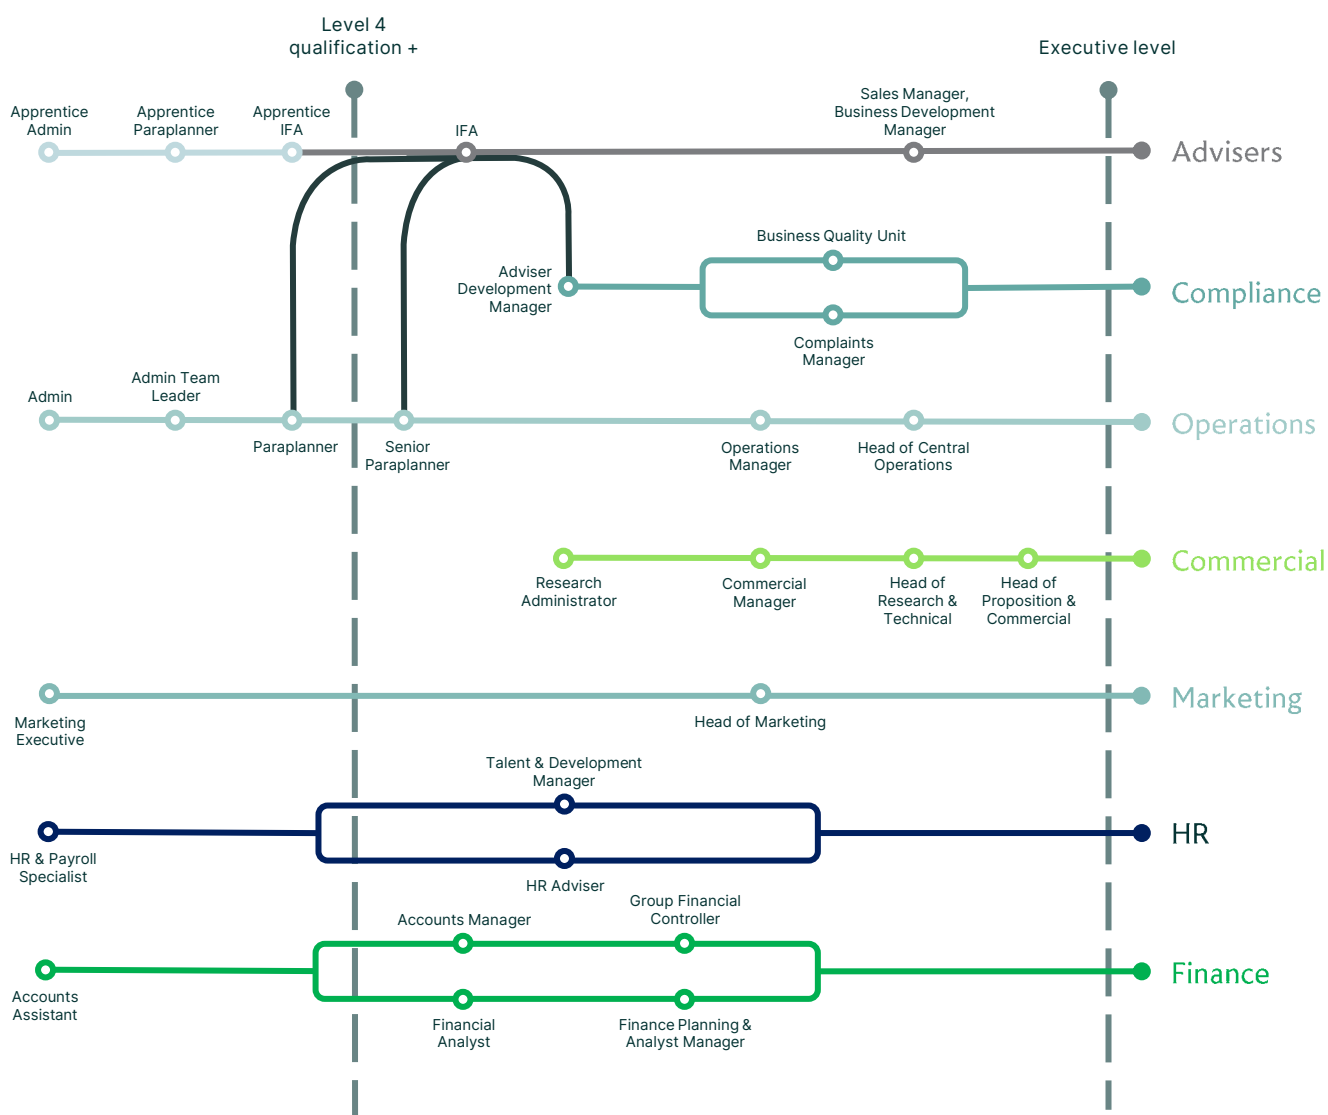 Level 4
qualification +
Executive level
Apprentice
Admin
Apprentice
Paraplanner
Apprentice
IFA
IFA
Sales Manager,
Business Development
Manager
Advisers
Business Quality Unit
Adviser
Development
Manager
Complaints
Manager
Compliance
Admin
Admin Team
Leader
Paraplanner
Senior
Paraplanner
Operations
Manager
Head of Central
Operations
Operations
Research
Administrator
Commercial
Manager
Head of
Research &
Technical
Head of
Proposition &
Commercial
Commercial
Marketing
Executive
Head of Marketing
Marketing
Talent & Development
Manager
HR & Payroll
Specialist
HR Adviser
HR
Accounts Manager
Group Financial
Controller
Accounts
Assistant
Financial
Analyst
Finance Planning &
Analyst Manager
Finance